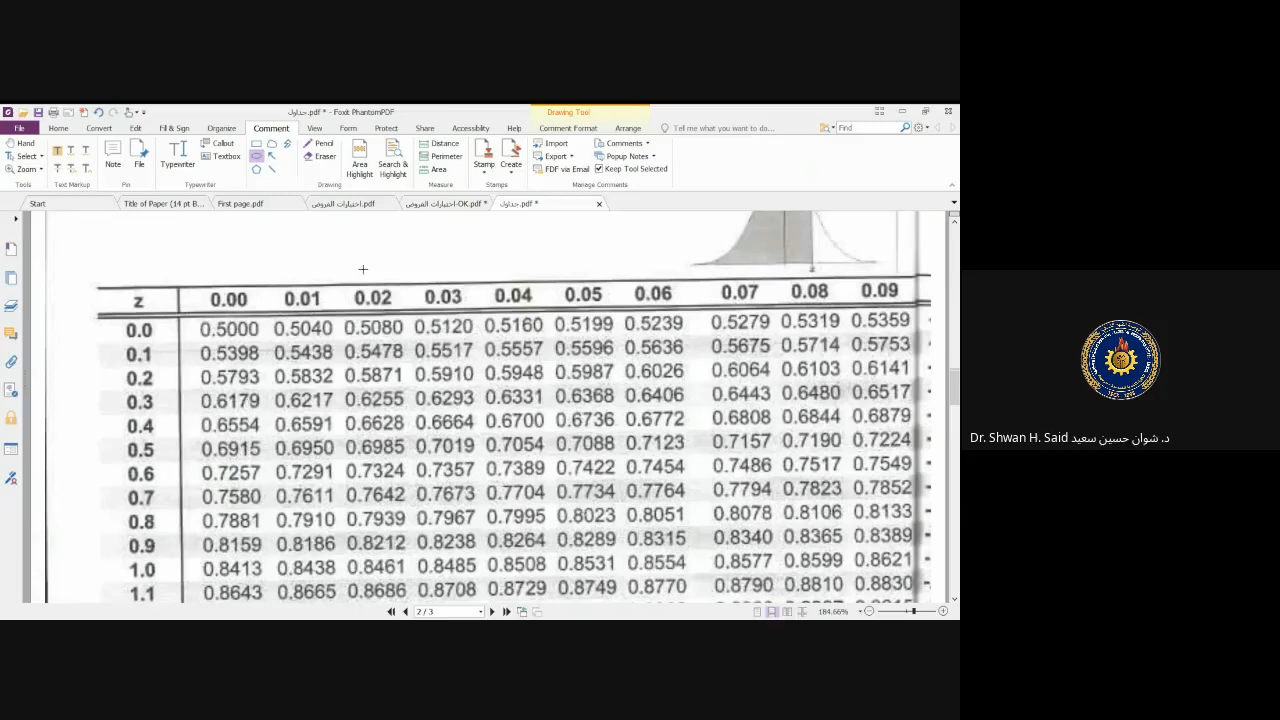 جداول.pdf * - Foxit PhantomPDF
Drawing Tool
File Home Convert Edit Fill & Sign Organize Comment View Form Protect Share Accessibility Help Comment Format Arrange Tell me what you want to do... Find
Hand
Select
Zoom
Tools
Text Markup
Note
File
Pin
Typewriter
Callout
Textbox
Typewriter
Pencil
Eraser
Drawing
Area Highlight
Search & Highlight
Distance
Perimeter
Area
Measure
Stamp
Create
Stamps
Import
Export
FDF via Email
Comments
Popup Notes
Keep Tool Selected
Manage Comments
Start Title of Paper (14 pt B... First page.pdf اختبارات الفروض.pdf اختبارات الفروض-OK.pdf * جداول.pdf *
z
z 0.00 0.01 0.02 0.03 0.04 0.05 0.06 0.07 0.08 0.09
0.0 0.5000 0.5040 0.5080 0.5120 0.5160 0.5199 0.5239 0.5279 0.5319 0.5359
0.1 0.5398 0.5438 0.5478 0.5517 0.5557 0.5596 0.5636 0.5675 0.5714 0.5753
0.2 0.5793 0.5832 0.5871 0.5910 0.5948 0.5987 0.6026 0.6064 0.6103 0.6141
0.3 0.6179 0.6217 0.6255 0.6293 0.6331 0.6368 0.6406 0.6443 0.6480 0.6517
0.4 0.6554 0.6591 0.6628 0.6664 0.6700 0.6736 0.6772 0.6808 0.6844 0.6879
0.5 0.6915 0.6950 0.6985 0.7019 0.7054 0.7088 0.7123 0.7157 0.7190 0.7224
0.6 0.7257 0.7291 0.7324 0.7357 0.7389 0.7422 0.7454 0.7486 0.7517 0.7549
0.7 0.7580 0.7611 0.7642 0.7673 0.7704 0.7734 0.7764 0.7794 0.7823 0.7852
0.8 0.7881 0.7910 0.7939 0.7967 0.7995 0.8023 0.8051 0.8078 0.8106 0.8133
0.9 0.8159 0.8186 0.8212 0.8238 0.8264 0.8289 0.8315 0.8340 0.8365 0.8389
1.0 0.8413 0.8438 0.8461 0.8485 0.8508 0.8531 0.8554 0.8577 0.8599 0.8621
1.1 0.8643 0.8665 0.8686 0.8708 0.8729 0.8749 0.8770 0.8790 0.8810 0.8830
2 / 3
184.66%
Dr. Shwan H. Said د. شوان حسين سعيد